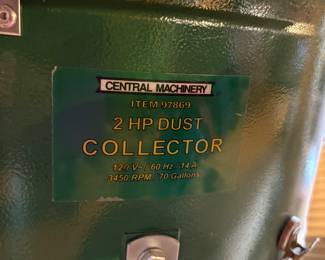 CENTRAL MACHINERY
ITEM 97869
2 HP DUST
COLLECTOR
120 V~ / 60 Hz / 14 A
3450 RPM / 70 Gallons